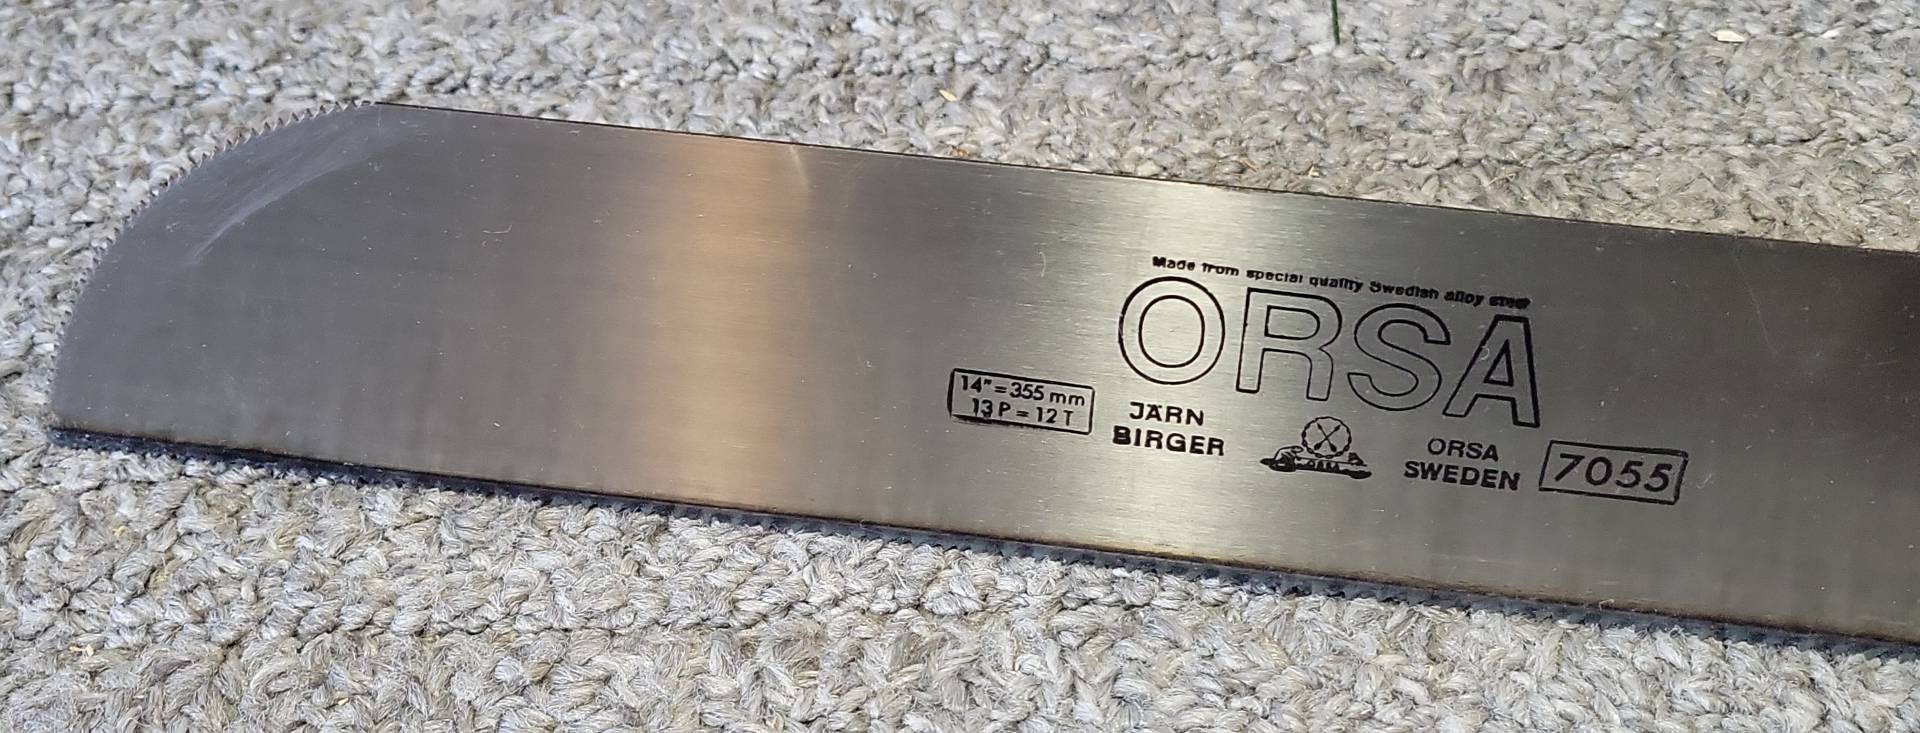 Made from special quality Swedish alloy steel
ORSA
14" = 355 mm
13 P = 12 T
JÄRN
BIRGER
ORSA
SWEDEN
7055